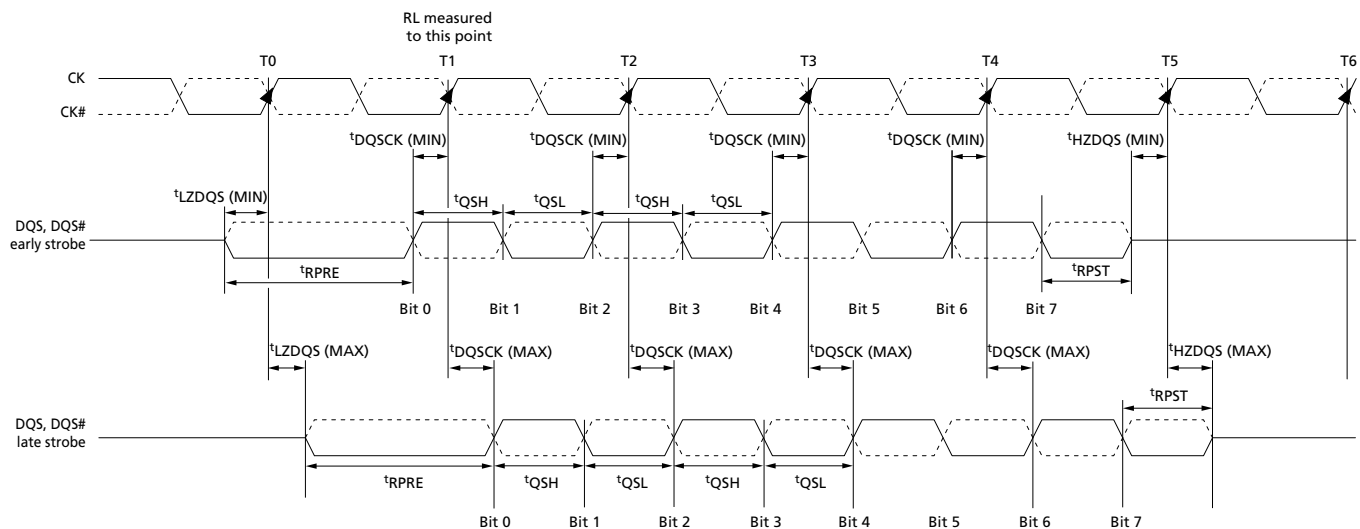 RL measured
to this point
T0 T1 T2 T3 T4 T5 T6
CK
CK#
tDQSCK (MIN) tDQSCK (MIN) tDQSCK (MIN) tDQSCK (MIN) tHZDQS (MIN)
tLZDQS (MIN)
tQSH tQSL tQSH tQSL
DQS, DQS#
early strobe
tRPRE tRPST
Bit 0 Bit 1 Bit 2 Bit 3 Bit 4 Bit 5 Bit 6 Bit 7
tLZDQS (MAX) tDQSCK (MAX) tDQSCK (MAX) tDQSCK (MAX) tDQSCK (MAX) tHZDQS (MAX)
tRPST
DQS, DQS#
late strobe
tRPRE tQSH tQSL tQSH tQSL
Bit 0 Bit 1 Bit 2 Bit 3 Bit 4 Bit 5 Bit 6 Bit 7